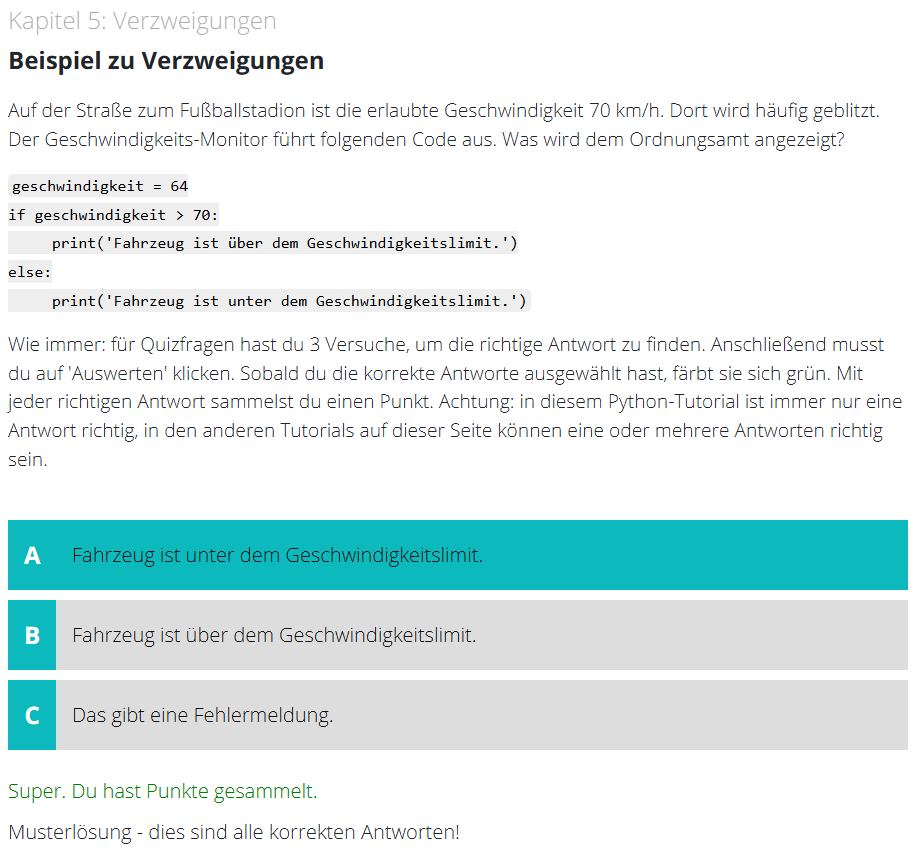 Kapitel 5: Verzweigungen
Beispiel zu Verzweigungen
Auf der Straße zum Fußballstadion ist die erlaubte Geschwindigkeit 70 km/h. Dort wird häufig geblitzt.
Der Geschwindigkeits-Monitor führt folgenden Code aus. Was wird dem Ordnungsamt angezeigt?
geschwindigkeit = 64
if geschwindigkeit > 70:
     print('Fahrzeug ist über dem Geschwindigkeitslimit.')
else:
     print('Fahrzeug ist unter dem Geschwindigkeitslimit.')
Wie immer: für Quizfragen hast du 3 Versuche, um die richtige Antwort zu finden. Anschließend musst
du auf 'Auswerten' klicken. Sobald du die korrekte Antworte ausgewählt hast, färbt sie sich grün. Mit
jeder richtigen Antwort sammelst du einen Punkt. Achtung: in diesem Python-Tutorial ist immer nur eine
Antwort richtig, in den anderen Tutorials auf dieser Seite können eine oder mehrere Antworten richtig
sein.
A Fahrzeug ist unter dem Geschwindigkeitslimit.
B Fahrzeug ist über dem Geschwindigkeitslimit.
C Das gibt eine Fehlermeldung.
Super. Du hast Punkte gesammelt.
Musterlösung - dies sind alle korrekten Antworten!